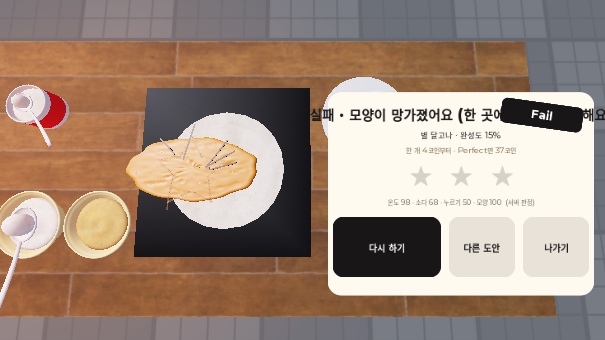 실패 · 모양이 망가졌어요 (한 곳에 해요
Fail
별 달고나 · 완성도 15%
한 개 4코인부터 · Perfect면 37코인
온도 98 · 소다 68 · 누르기 50 · 모양 100 (서버 판정)
다시 하기
다른 도안
나가기